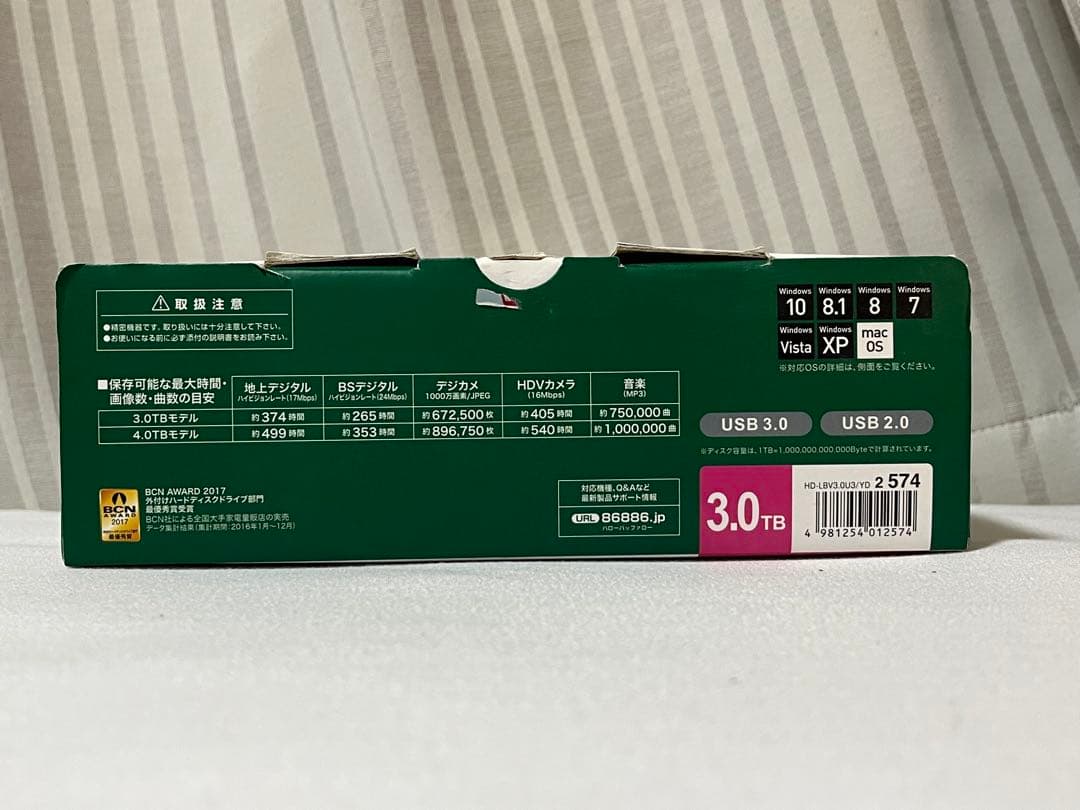 ⚠ 取扱注意
●精密機器です。取り扱いには十分注意して下さい。
●お使いになる前に必ず添付の説明書をお読み下さい。
Windows 10 Windows 8.1 Windows 8 Windows 7
Windows Vista Windows XP mac OS
※対応OSの詳細は、側面をご覧ください。
■保存可能な最大時間・画像数・曲数の目安 地上デジタル ハイビジョンレート(17Mbps) BSデジタル ハイビジョンレート(24Mbps) デジカメ 1000万画素/JPEG HDVカメラ (16Mbps) 音楽 (MP3)
3.0TBモデル 約374時間 約265時間 約672,500枚 約405時間 約750,000曲
4.0TBモデル 約499時間 約353時間 約896,750枚 約540時間 約1,000,000曲
USB 3.0 USB 2.0
※ディスク容量は、1TB=1,000,000,000,000Byteで計算されています。
BCN AWARD 2017 最優秀賞
BCN AWARD 2017
外付けハードディスクドライブ部門
最優秀賞受賞
BCN社による全国大手家電量販店の実売
データ集計結果(集計期間:2016年1月〜12月)
対応機種、Q&Aなど
最新製品サポート情報
URL 86886.jp
ハローバッファロー
3.0TB
HD-LBV3.0U3/YD 2 574
4 981254 012574